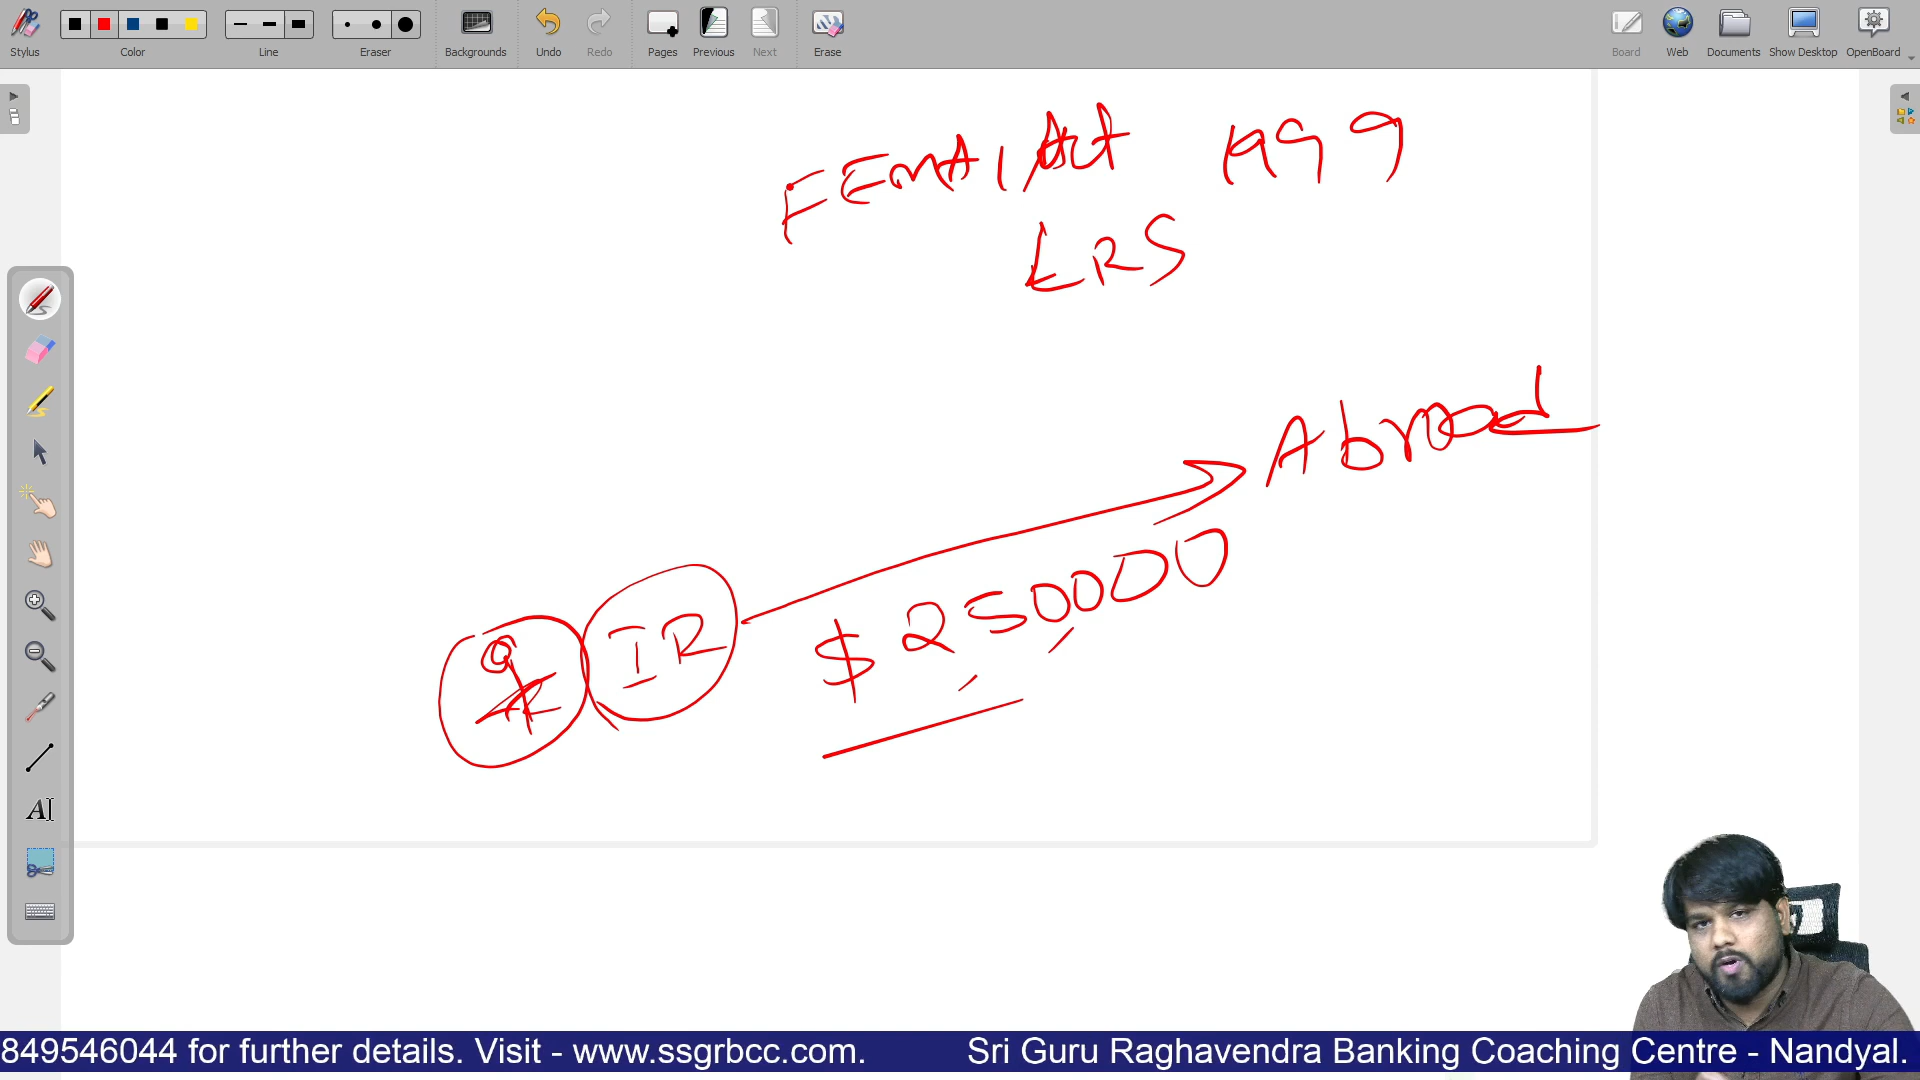 Stylus Color Line Eraser Backgrounds Undo Redo Pages Previous Next Erase Board Web Documents Show Desktop OpenBoard
FEMA, Act 1999
LRS
Abroad
IR
$ 250000
849546044 for further details. Visit - www.ssgrbcc.com. Sri Guru Raghavendra Banking Coaching Centre - Nandyal.